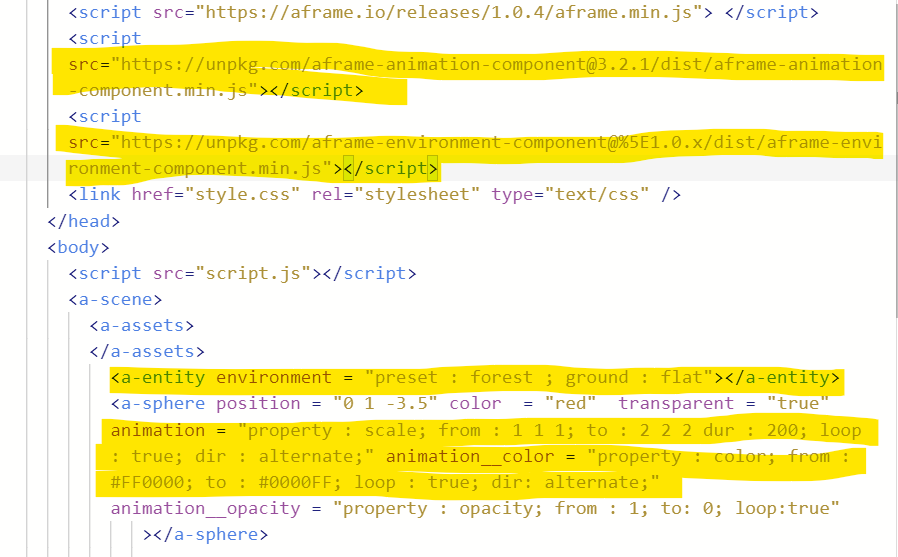 <script src="https://aframe.io/releases/1.0.4/aframe.min.js"> </script>
<script
src="https://unpkg.com/aframe-animation-component@3.2.1/dist/aframe-animation
-component.min.js"></script>
<script
src="https://unpkg.com/aframe-environment-component@%5E1.0.x/dist/aframe-envi
ronment-component.min.js"></script>
<link href="style.css" rel="stylesheet" type="text/css" />
</head>
<body>
<script src="script.js"></script>
<a-scene>
<a-assets>
</a-assets>
<a-entity environment = "preset : forest ; ground : flat"></a-entity>
<a-sphere position = "0 1 -3.5" color  = "red"  transparent = "true"
animation = "property : scale; from : 1 1 1; to : 2 2 2 dur : 200; loop
: true; dir : alternate;" animation__color = "property : color; from :
#FF0000; to : #0000FF; loop : true; dir: alternate;"
animation__opacity = "property : opacity; from : 1; to: 0; loop:true"
></a-sphere>